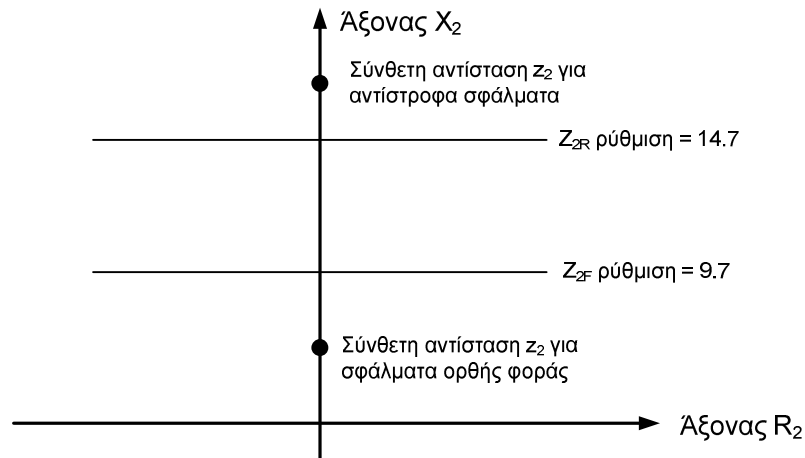 Άξονας X₂
Σύνθετη αντίσταση z₂ για
αντίστροφα σφάλματα
Z₂R ρύθμιση = 14.7
Z₂F ρύθμιση = 9.7
Σύνθετη αντίσταση z₂ για
σφάλματα ορθής φοράς
Άξονας R₂